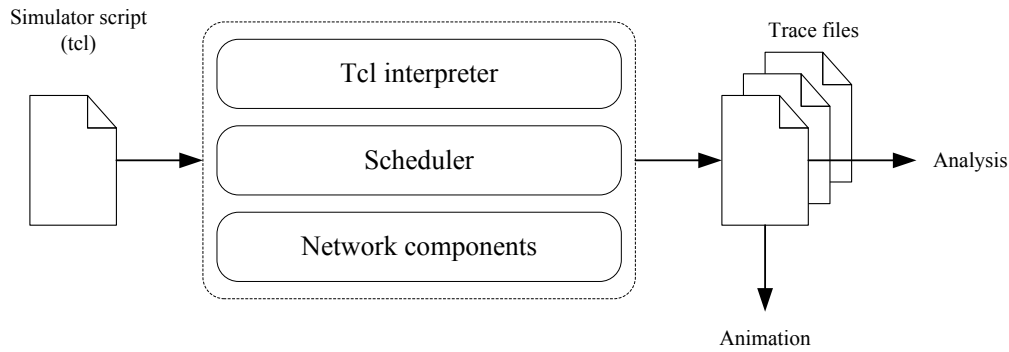 Simulator script
(tcl)
Tcl interpreter
Scheduler
Network components
Trace files
Analysis
Animation